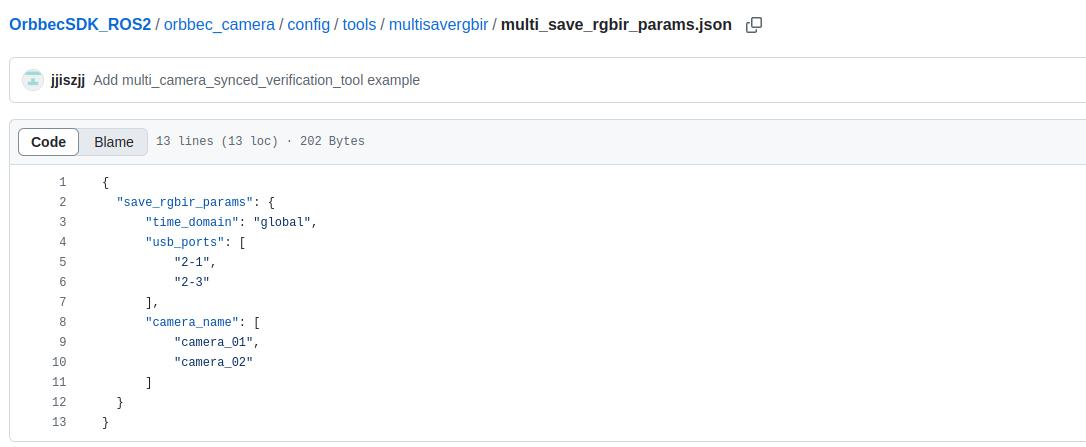 OrbbecSDK_ROS2 / orbbec_camera / config / tools / multisavergbir / multi_save_rgbir_params.json
jjiszjj Add multi_camera_synced_verification_tool example
Code Blame 13 lines (13 loc) · 202 Bytes
1 {
2   "save_rgbir_params": {
3       "time_domain": "global",
4       "usb_ports": [
5           "2-1",
6           "2-3"
7       ],
8       "camera_name": [
9           "camera_01",
10           "camera_02"
11       ]
12   }
13 }